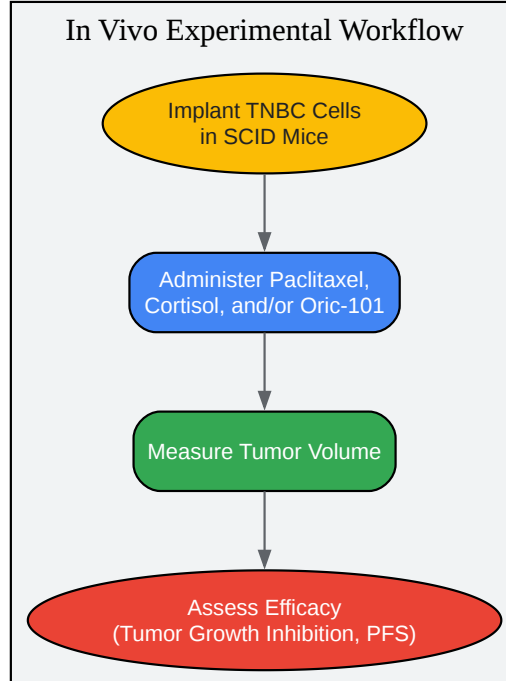 In Vivo Experimental Workflow
Implant TNBC Cells
in SCID Mice
Administer Paclitaxel,
Cortisol, and/or Oric-101
Measure Tumor Volume
Assess Efficacy
(Tumor Growth Inhibition, PFS)